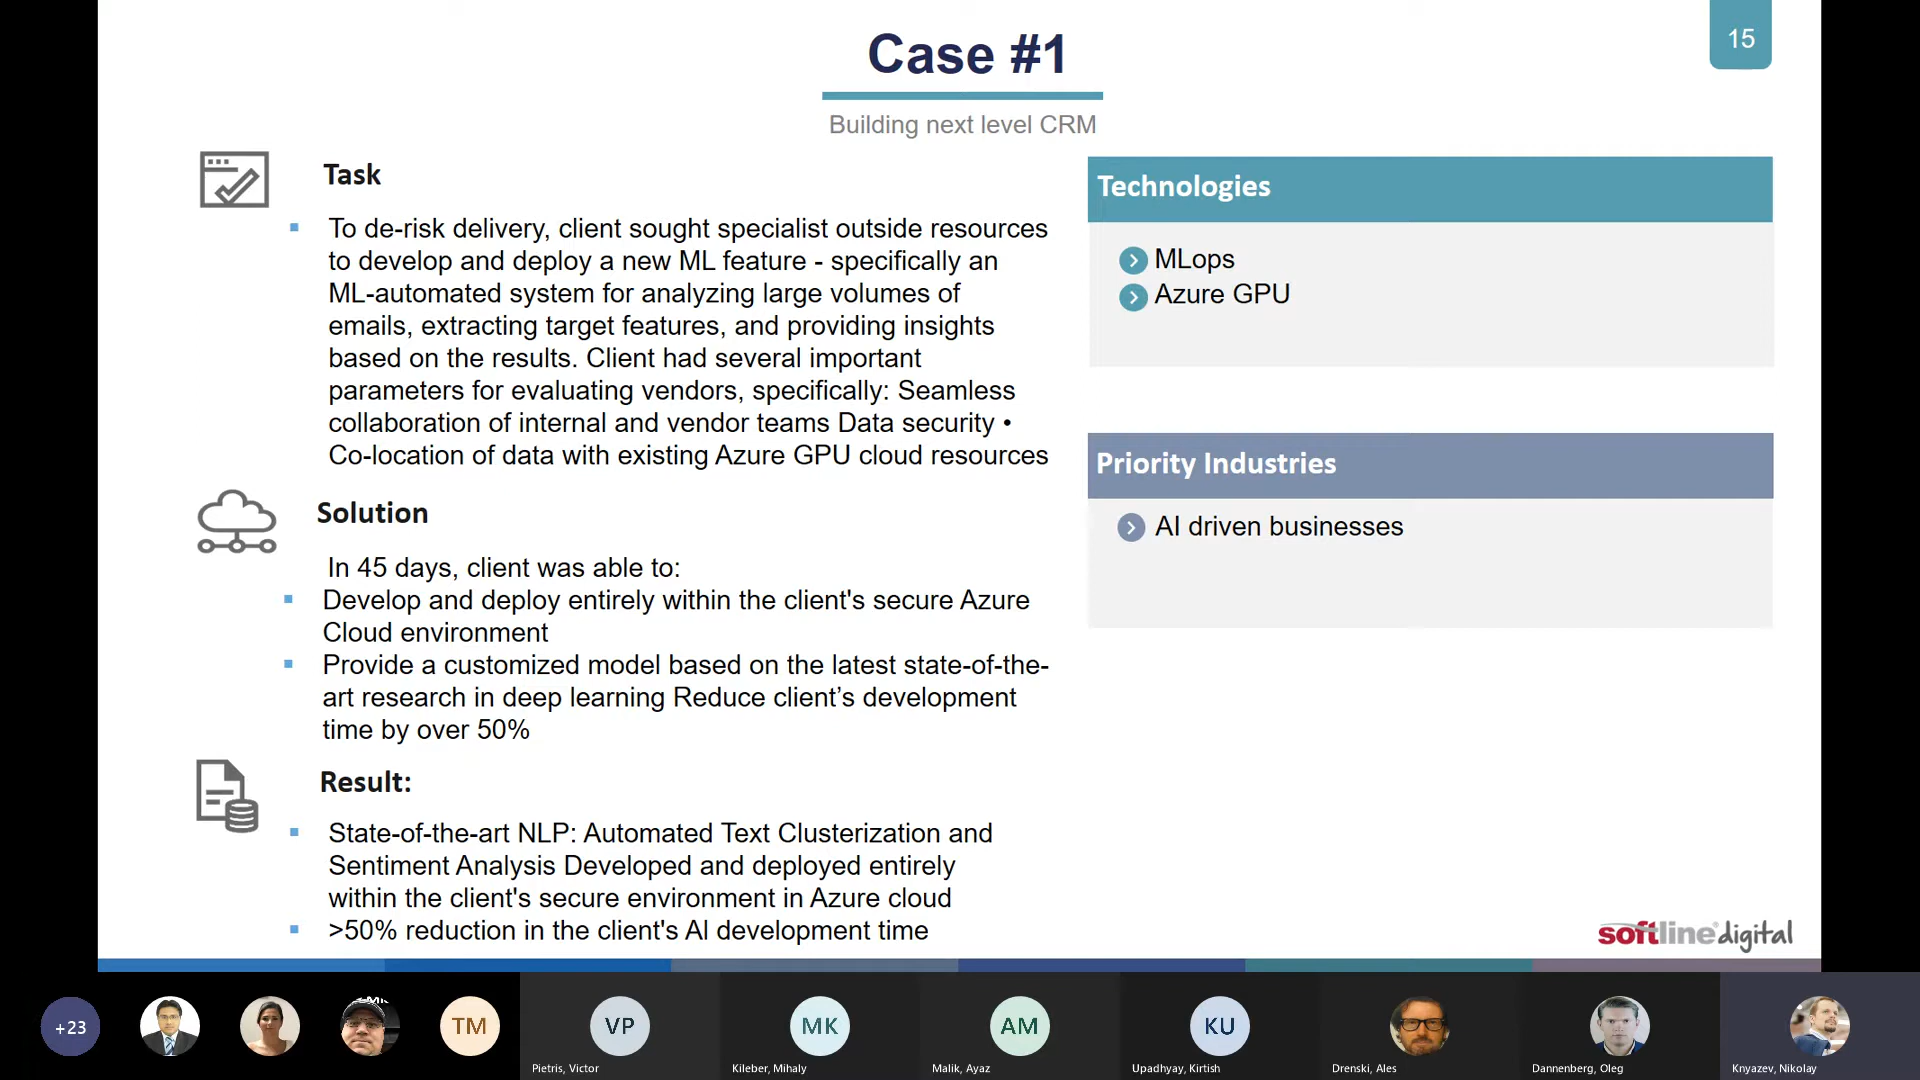 15
Case #1
Building next level CRM
Task
To de-risk delivery, client sought specialist outside resources
to develop and deploy a new ML feature - specifically an
ML-automated system for analyzing large volumes of
emails, extracting target features, and providing insights
based on the results. Client had several important
parameters for evaluating vendors, specifically: Seamless
collaboration of internal and vendor teams Data security •
Co-location of data with existing Azure GPU cloud resources
Solution
In 45 days, client was able to:
Develop and deploy entirely within the client's secure Azure
Cloud environment
Provide a customized model based on the latest state-of-the-
art research in deep learning Reduce client’s development
time by over 50%
Result:
State-of-the-art NLP: Automated Text Clusterization and
Sentiment Analysis Developed and deployed entirely
within the client's secure environment in Azure cloud
>50% reduction in the client's AI development time
Technologies
MLops
Azure GPU
Priority Industries
AI driven businesses
softline digital
+23
TM
VP
MK
AM
KU
Pietris, Victor
Kileber, Mihaly
Malik, Ayaz
Upadhyay, Kirtish
Drenski, Ales
Dannenberg, Oleg
Knyazev, Nikolay